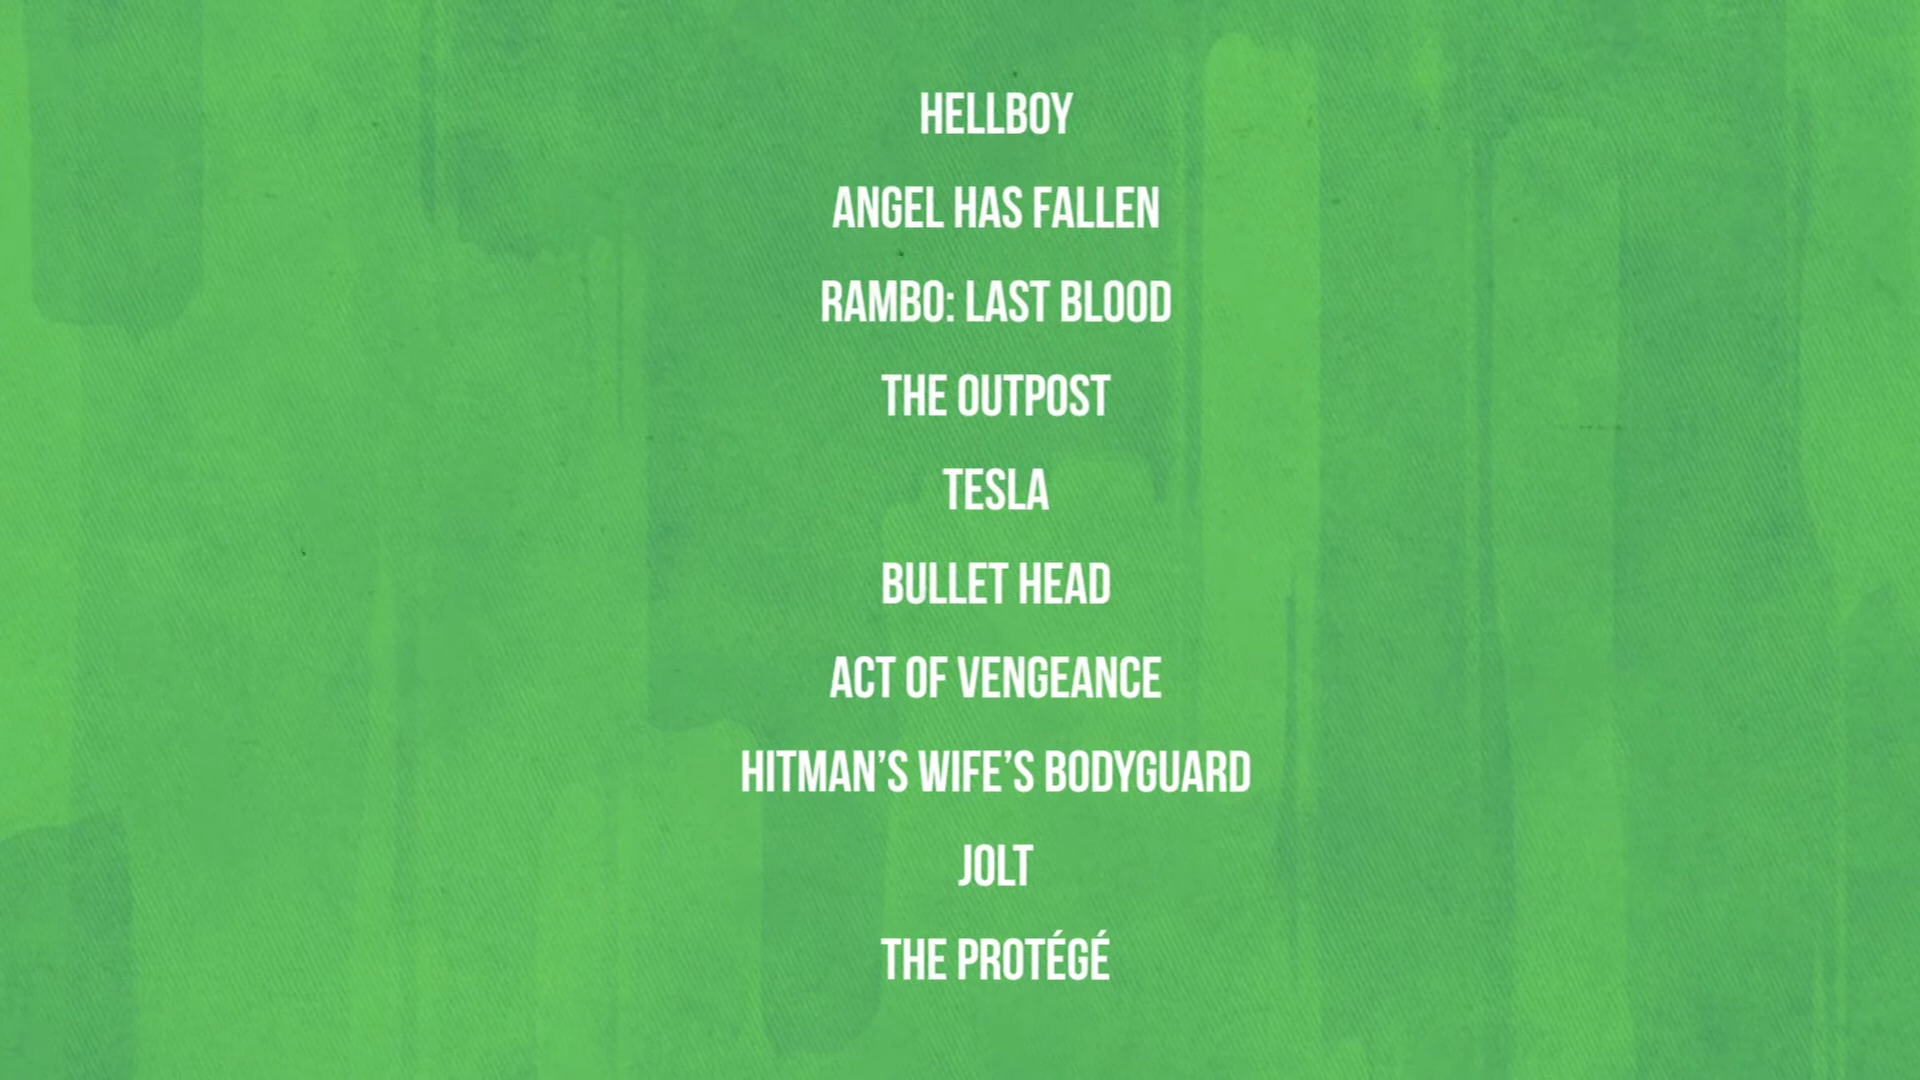 HELLBOY
ANGEL HAS FALLEN
RAMBO: LAST BLOOD
THE OUTPOST
TESLA
BULLET HEAD
ACT OF VENGEANCE
HITMAN’S WIFE’S BODYGUARD
JOLT
THE PROTÉGÉ